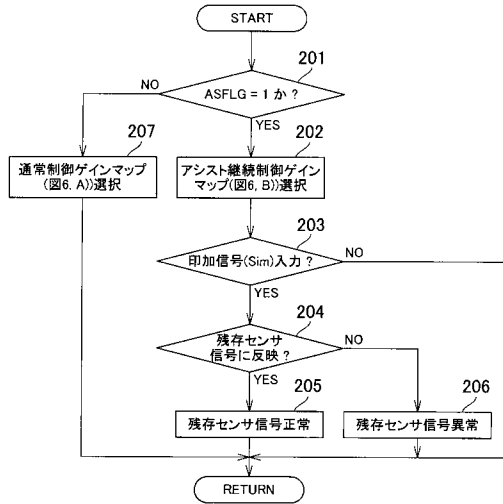 START
201
ASFLG = 1 か ?
NO
YES
207
通常制御ゲインマップ
(図6, A))選択
202
アシスト継続制御ゲイン
マップ(図6, B))選択
203
印加信号(Sim)入力 ?
NO
YES
204
残存センサ
信号に反映 ?
NO
YES
205
残存センサ信号正常
206
残存センサ信号異常
RETURN